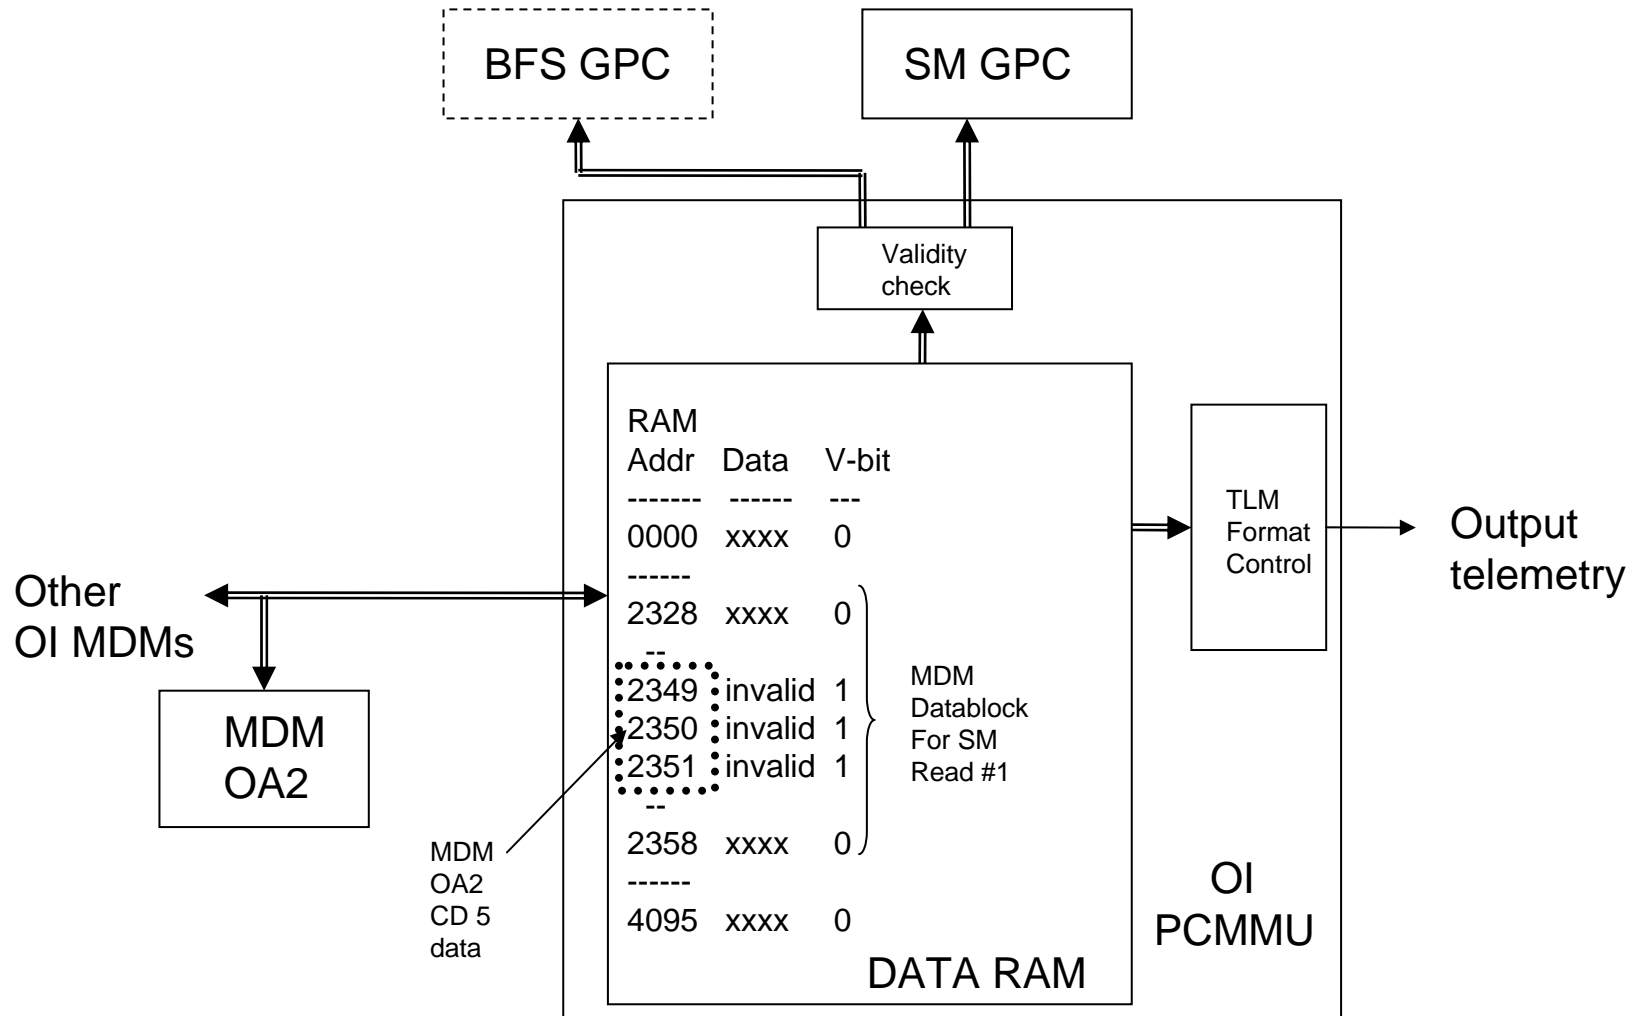 BFS GPC
SM GPC
Validity
check
RAM
Addr Data V-bit
------- ------ ---
0000 xxxx 0
------
2328 xxxx 0
--
2349 invalid 1
2350 invalid 1
2351 invalid 1
--
2358 xxxx 0
------
4095 xxxx 0
DATA RAM
MDM
Datablock
For SM
Read #1
TLM
Format
Control
Output
telemetry
Other
OI MDMs
MDM
OA2
MDM
OA2
CD 5
data
OI
PCMMU